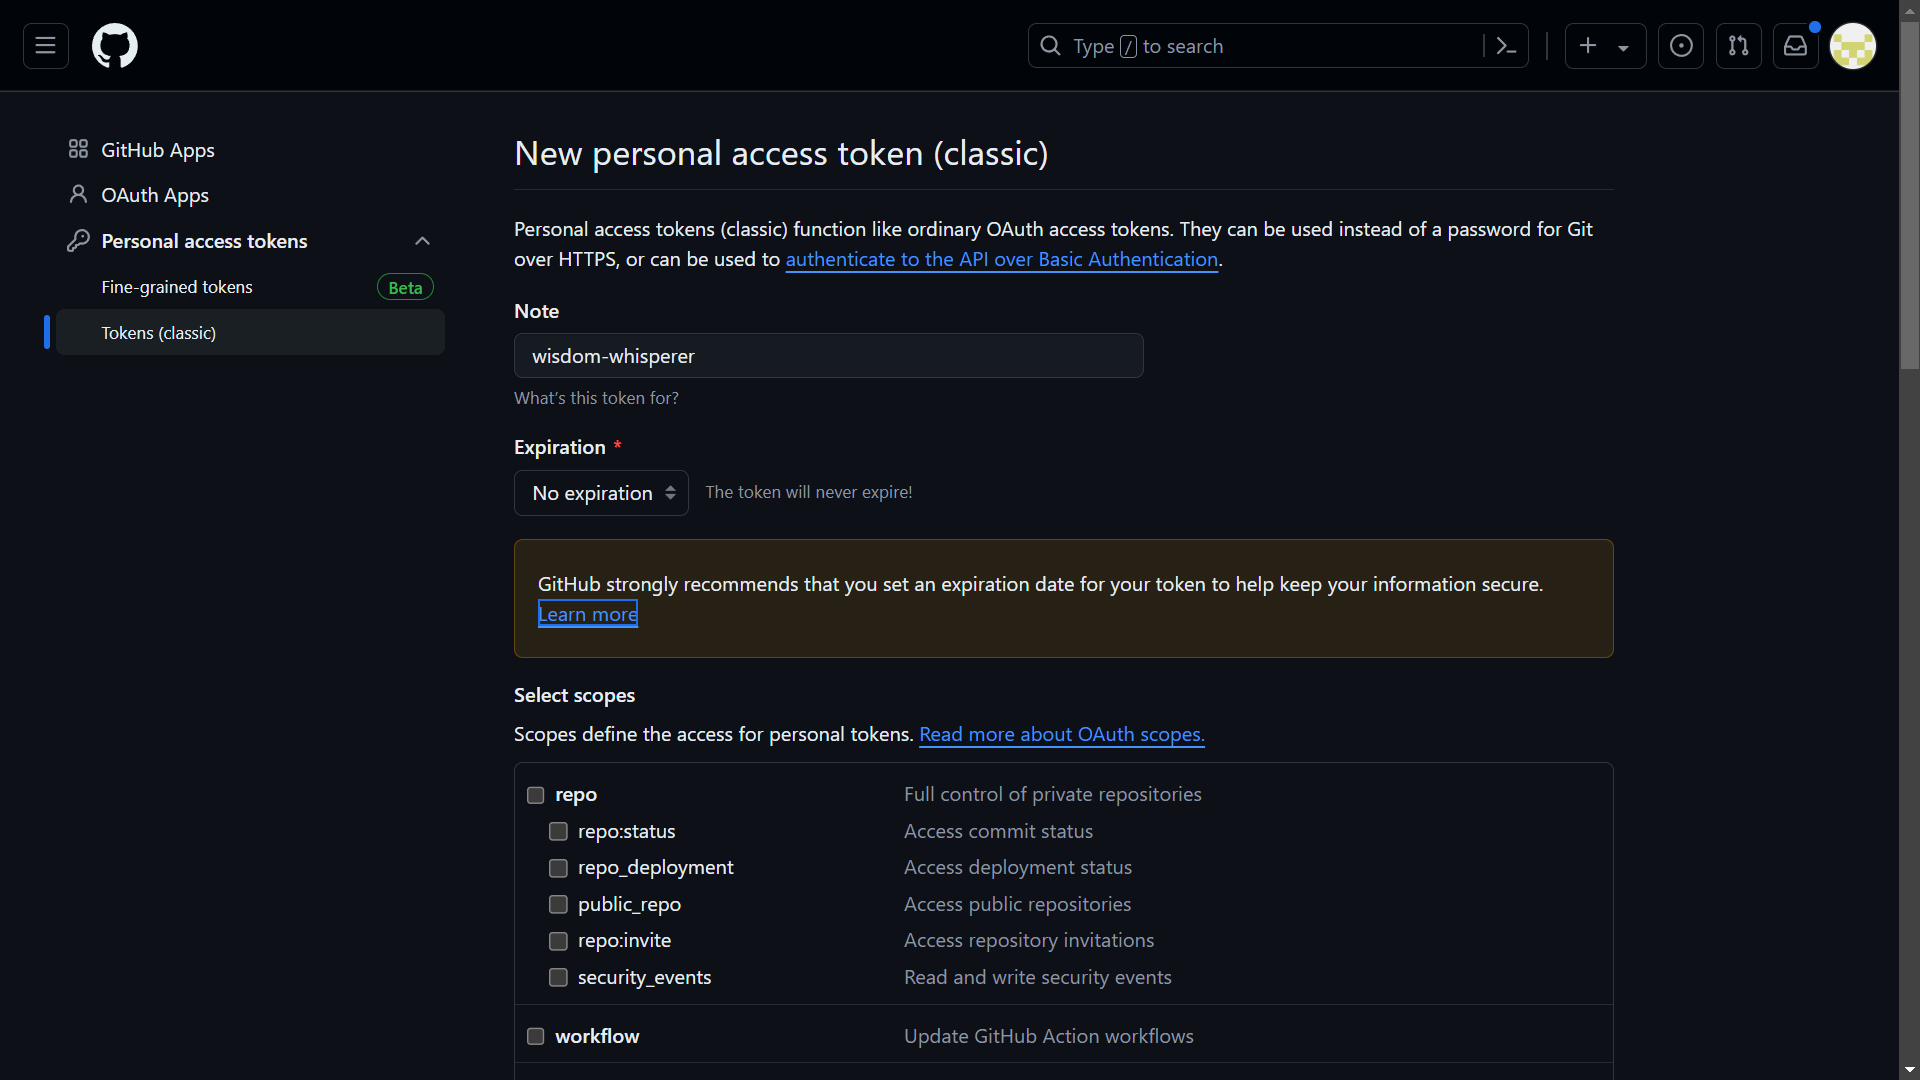 Type / to search
GitHub Apps
OAuth Apps
Personal access tokens
Fine-grained tokens Beta
Tokens (classic)
New personal access token (classic)
Personal access tokens (classic) function like ordinary OAuth access tokens. They can be used instead of a password for Git
over HTTPS, or can be used to authenticate to the API over Basic Authentication.
Note
wisdom-whisperer
What's this token for?
Expiration *
No expiration The token will never expire!
GitHub strongly recommends that you set an expiration date for your token to help keep your information secure.
Learn more
Select scopes
Scopes define the access for personal tokens. Read more about OAuth scopes.
repo Full control of private repositories
repo:status Access commit status
repo_deployment Access deployment status
public_repo Access public repositories
repo:invite Access repository invitations
security_events Read and write security events
workflow Update GitHub Action workflows